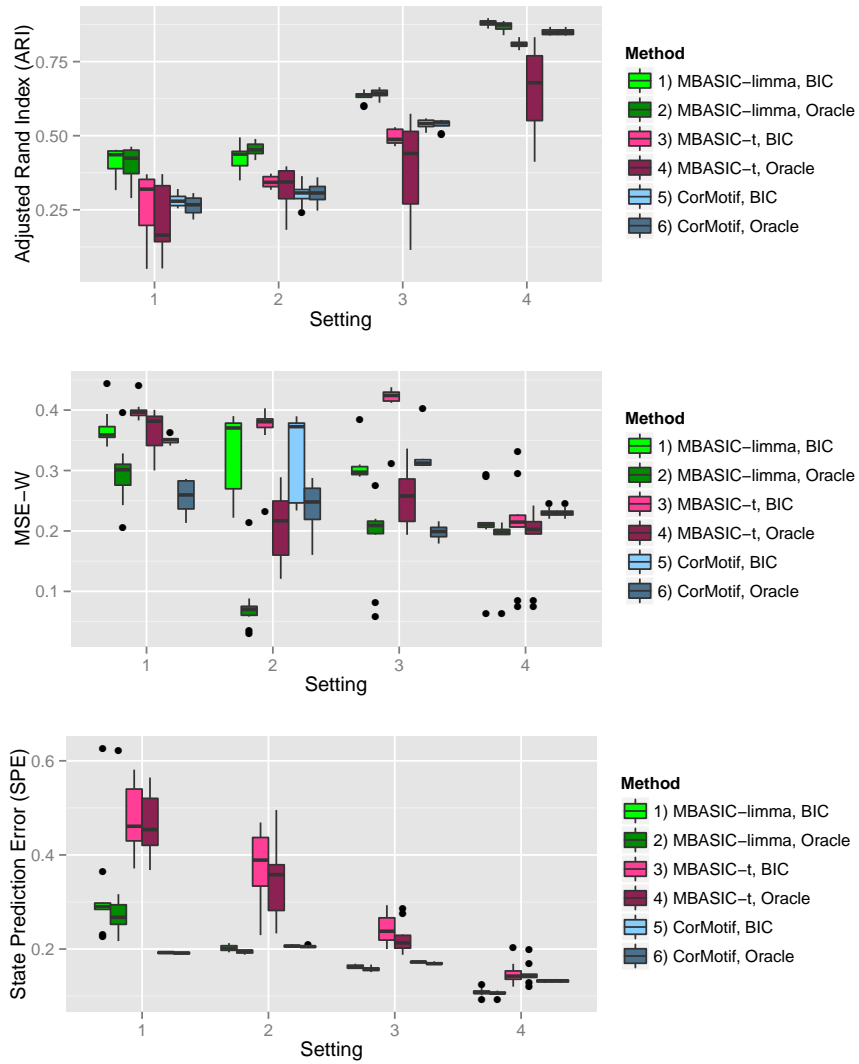 Adjusted Rand Index (ARI)
0.75
0.50
0.25
1 2 3 4
Setting
Method
1) MBASIC−limma, BIC
2) MBASIC−limma, Oracle
3) MBASIC−t, BIC
4) MBASIC−t, Oracle
5) CorMotif, BIC
6) CorMotif, Oracle
MSE−W
0.4
0.3
0.2
0.1
1 2 3 4
Setting
Method
1) MBASIC−limma, BIC
2) MBASIC−limma, Oracle
3) MBASIC−t, BIC
4) MBASIC−t, Oracle
5) CorMotif, BIC
6) CorMotif, Oracle
State Prediction Error (SPE)
0.6
0.4
0.2
1 2 3 4
Setting
Method
1) MBASIC−limma, BIC
2) MBASIC−limma, Oracle
3) MBASIC−t, BIC
4) MBASIC−t, Oracle
5) CorMotif, BIC
6) CorMotif, Oracle